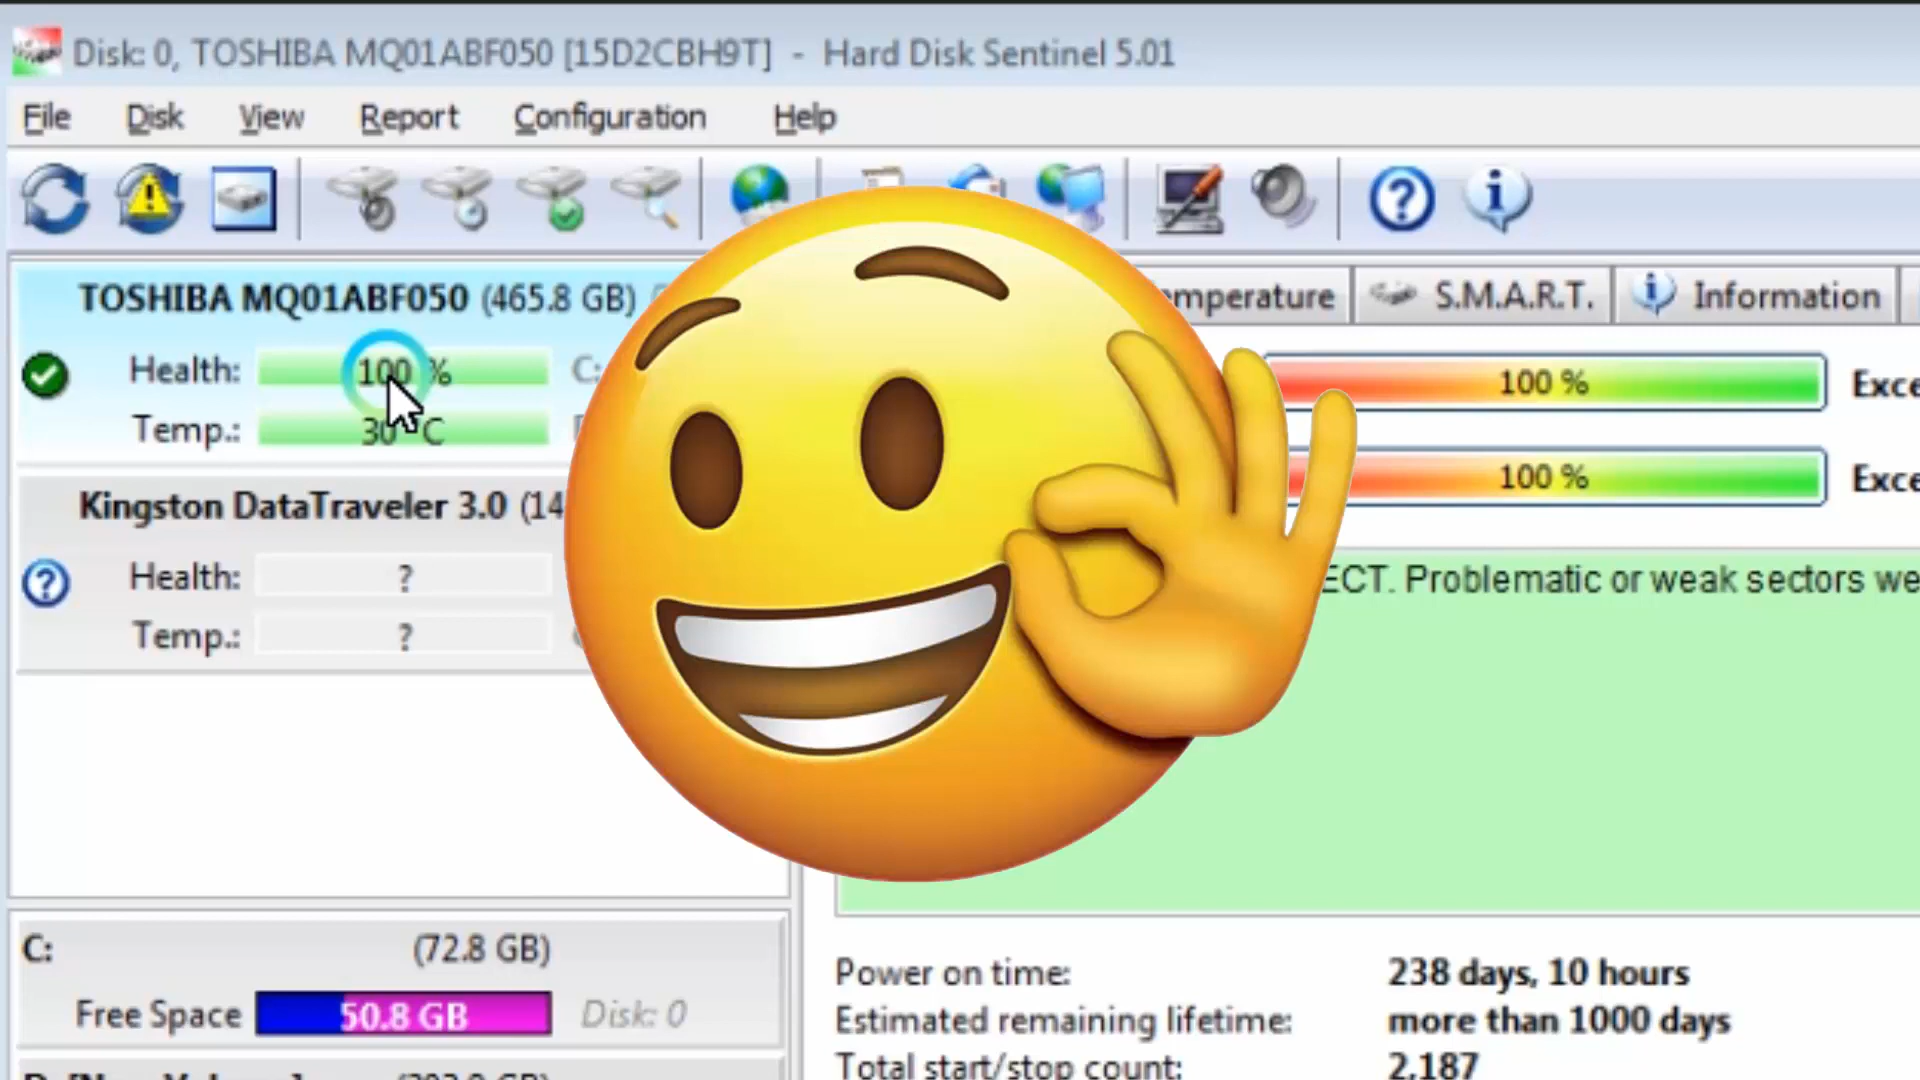 Disk: 0, TOSHIBA MQ01ABF050 [15D2CBH9T] - Hard Disk Sentinel 5.01
File Disk View Report Configuration Help
TOSHIBA MQ01ABF050 (465.8 GB)
S.M.A.R.T. Information
Health: 100 % C:
100 %
Temp.: 30 °C
100 %
Kingston DataTraveler 3.0 (14
Health: ?
Problematic or weak sectors
Temp.: ?
C: (72.8 GB)
Free Space 50.8 GB Disk: 0
Power on time: 238 days, 10 hours
Estimated remaining lifetime: more than 1000 days
Total start/stop count: 2,187